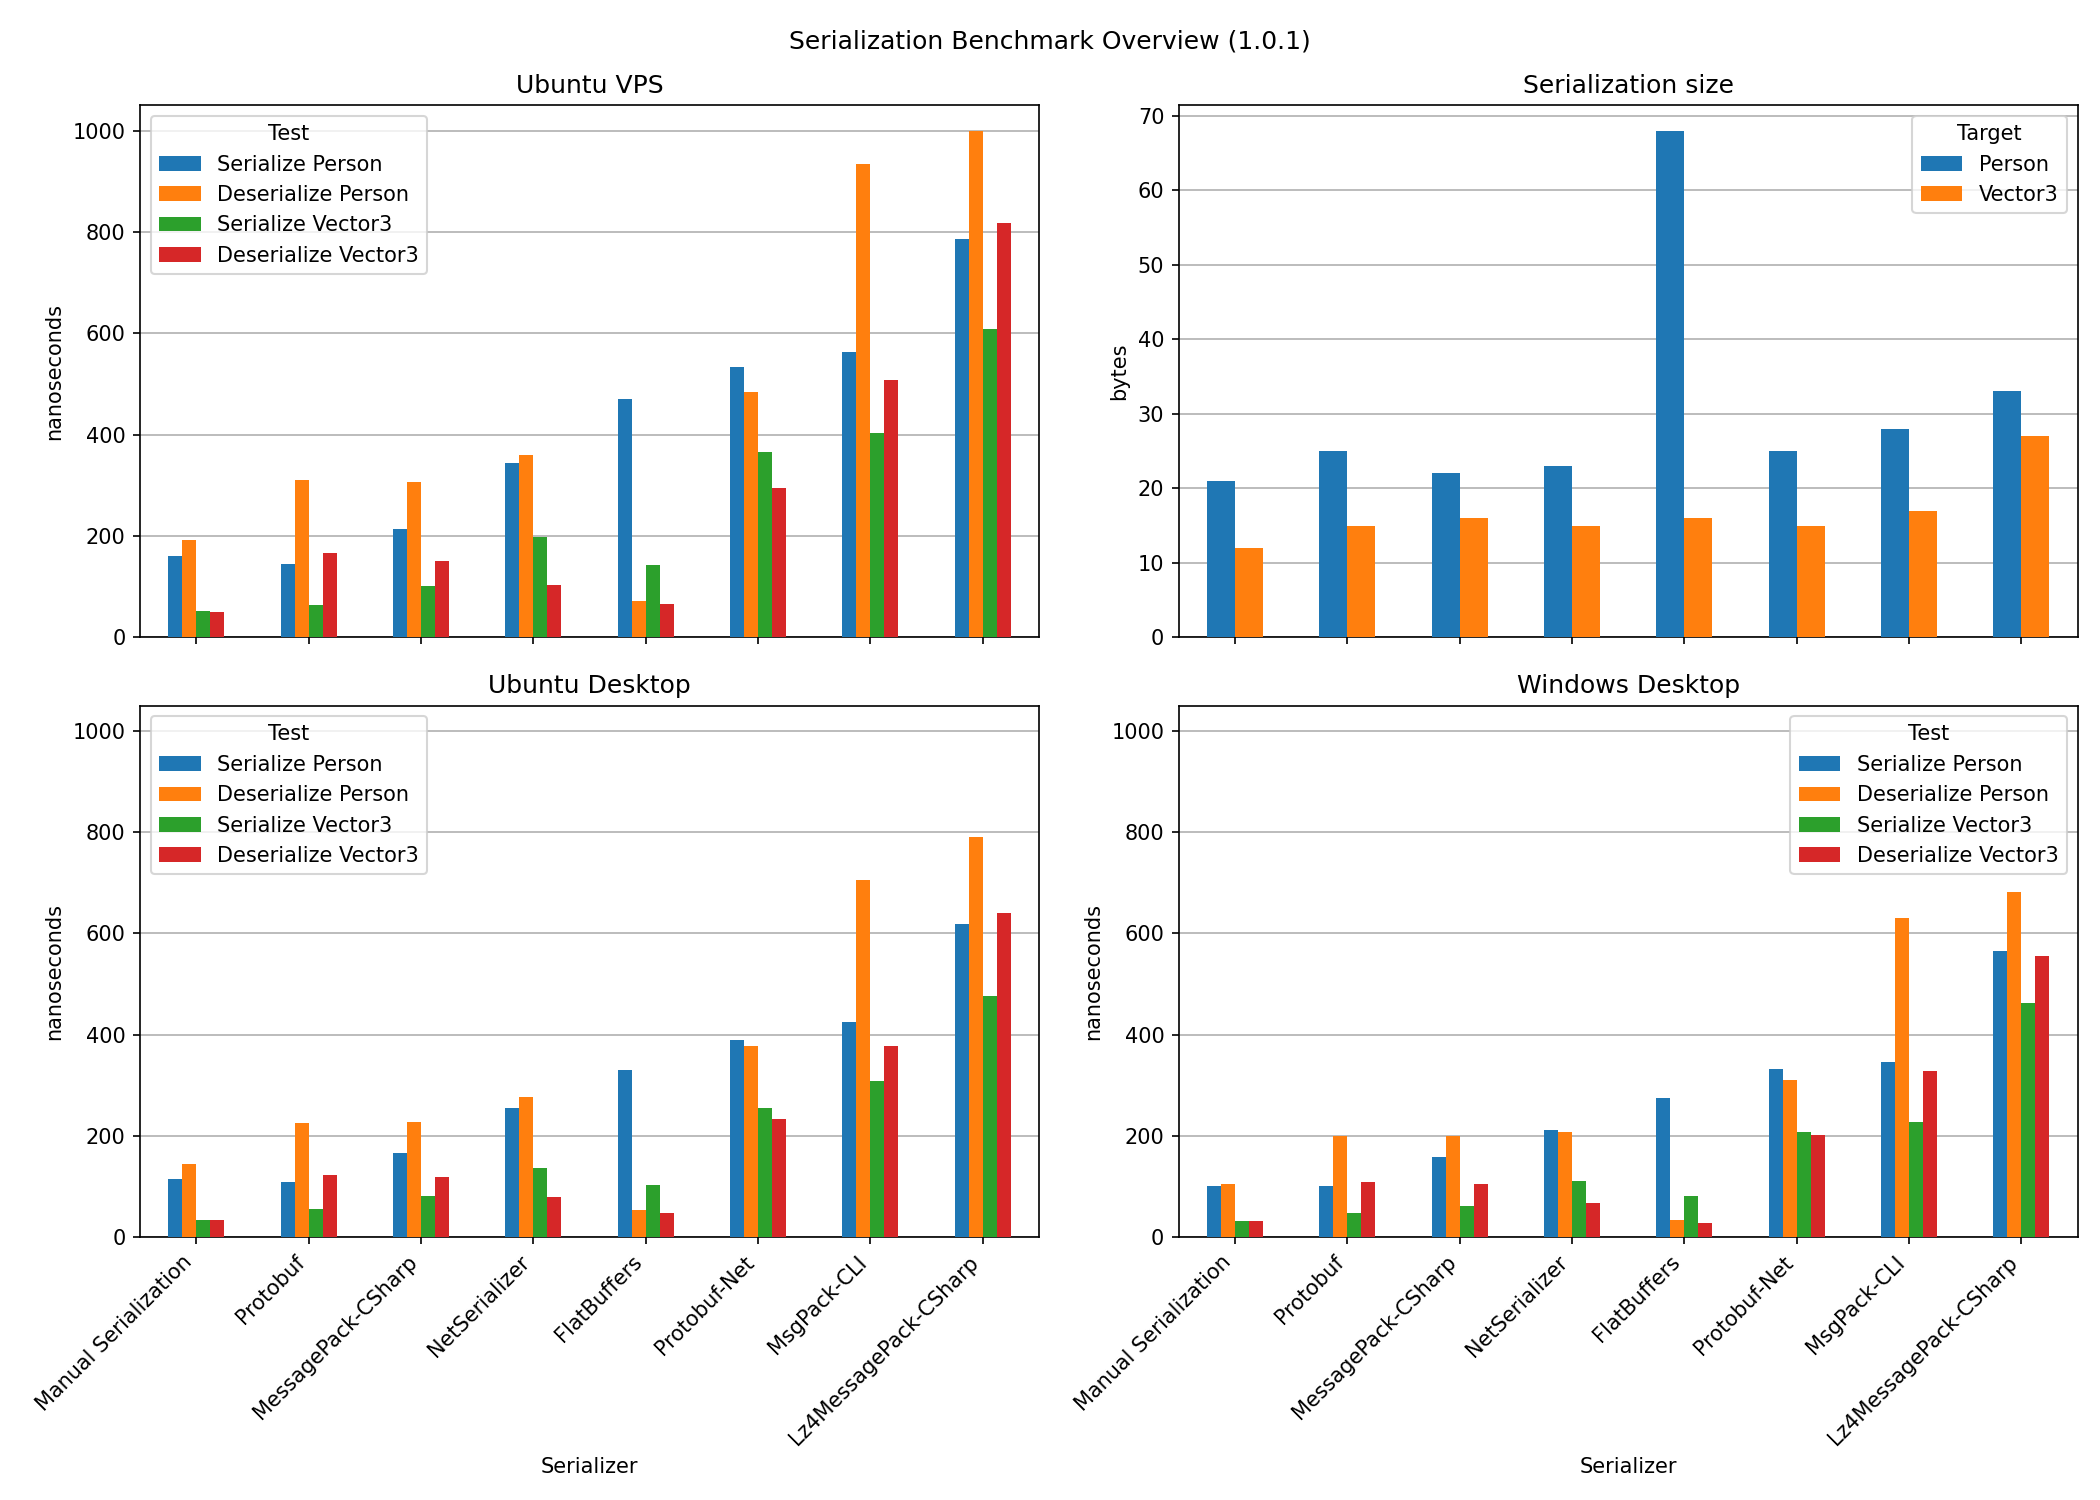 Serialization Benchmark Overview (1.0.1)
Ubuntu VPS
1000
800
600
400
200
0
nanoseconds
Test
Serialize Person
Deserialize Person
Serialize Vector3
Deserialize Vector3
Serialization size
70
60
50
40
30
20
10
0
bytes
Target
Person
Vector3
Ubuntu Desktop
1000
800
600
400
200
0
nanoseconds
Test
Serialize Person
Deserialize Person
Serialize Vector3
Deserialize Vector3
Manual Serialization
Protobuf
MessagePack-CSharp
NetSerializer
FlatBuffers
Protobuf-Net
MsgPack-CLI
Lz4MessagePack-CSharp
Serializer
Windows Desktop
1000
800
600
400
200
0
nanoseconds
Test
Serialize Person
Deserialize Person
Serialize Vector3
Deserialize Vector3
Manual Serialization
Protobuf
MessagePack-CSharp
NetSerializer
FlatBuffers
Protobuf-Net
MsgPack-CLI
Lz4MessagePack-CSharp
Serializer